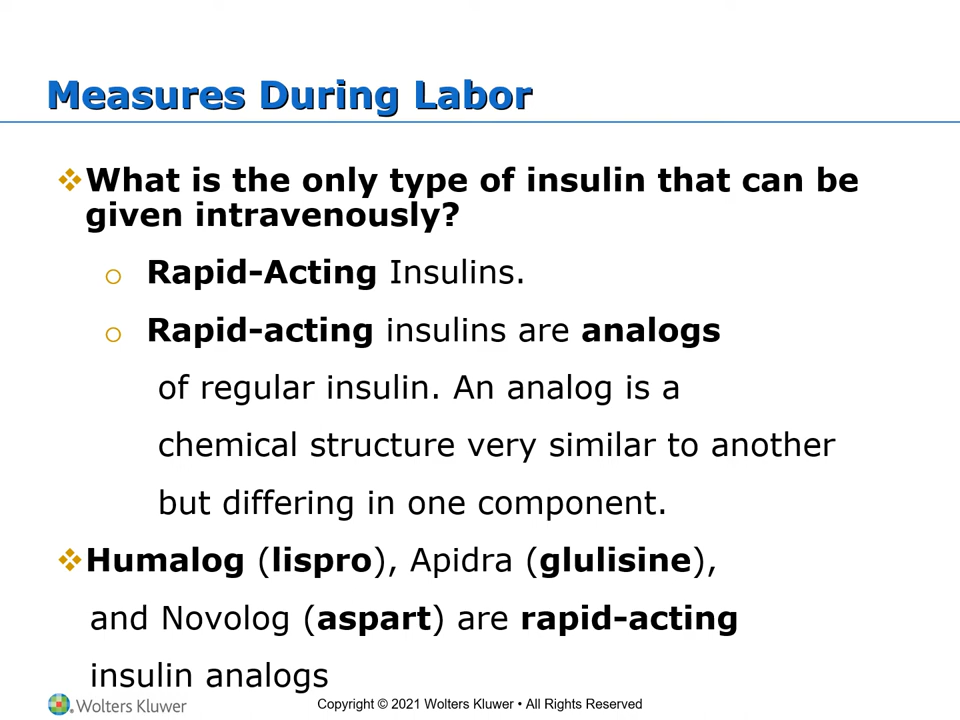 Measures During Labor
❖What is the only type of insulin that can be
given intravenously?
o Rapid-Acting Insulins.
o Rapid-acting insulins are analogs
of regular insulin. An analog is a
chemical structure very similar to another
but differing in one component.
❖Humalog (lispro), Apidra (glulisine),
and Novolog (aspart) are rapid-acting
insulin analogs
Wolters Kluwer
Copyright © 2021 Wolters Kluwer • All Rights Reserved